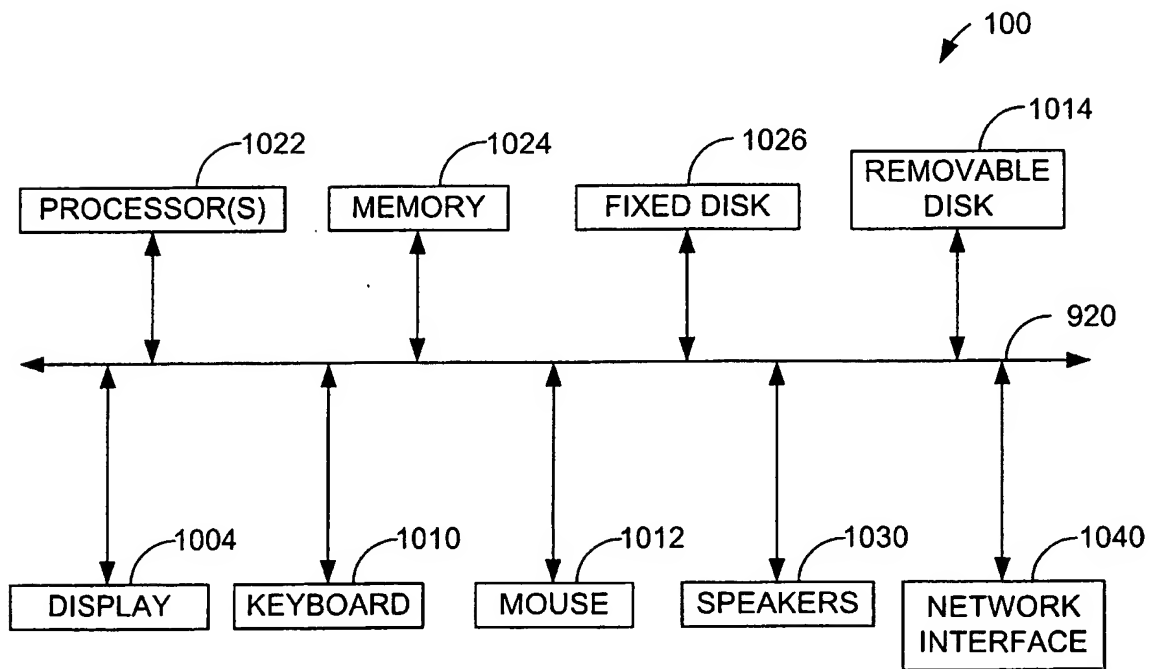 100
1022
1024
1026
1014
PROCESSOR(S)
MEMORY
FIXED DISK
REMOVABLE
DISK
920
1004
1010
1012
1030
1040
DISPLAY
KEYBOARD
MOUSE
SPEAKERS
NETWORK
INTERFACE